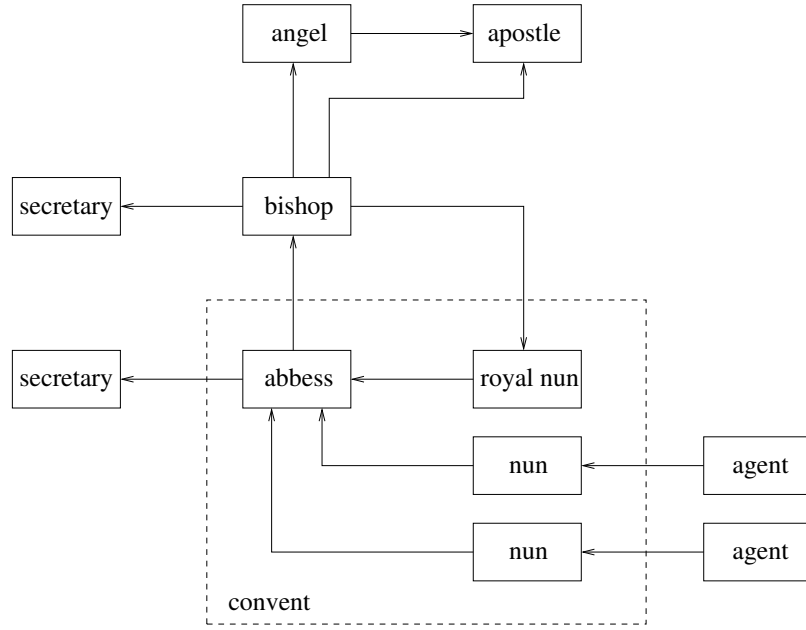 angel
apostle
secretary
bishop
secretary
abbess
royal nun
nun
agent
nun
agent
convent